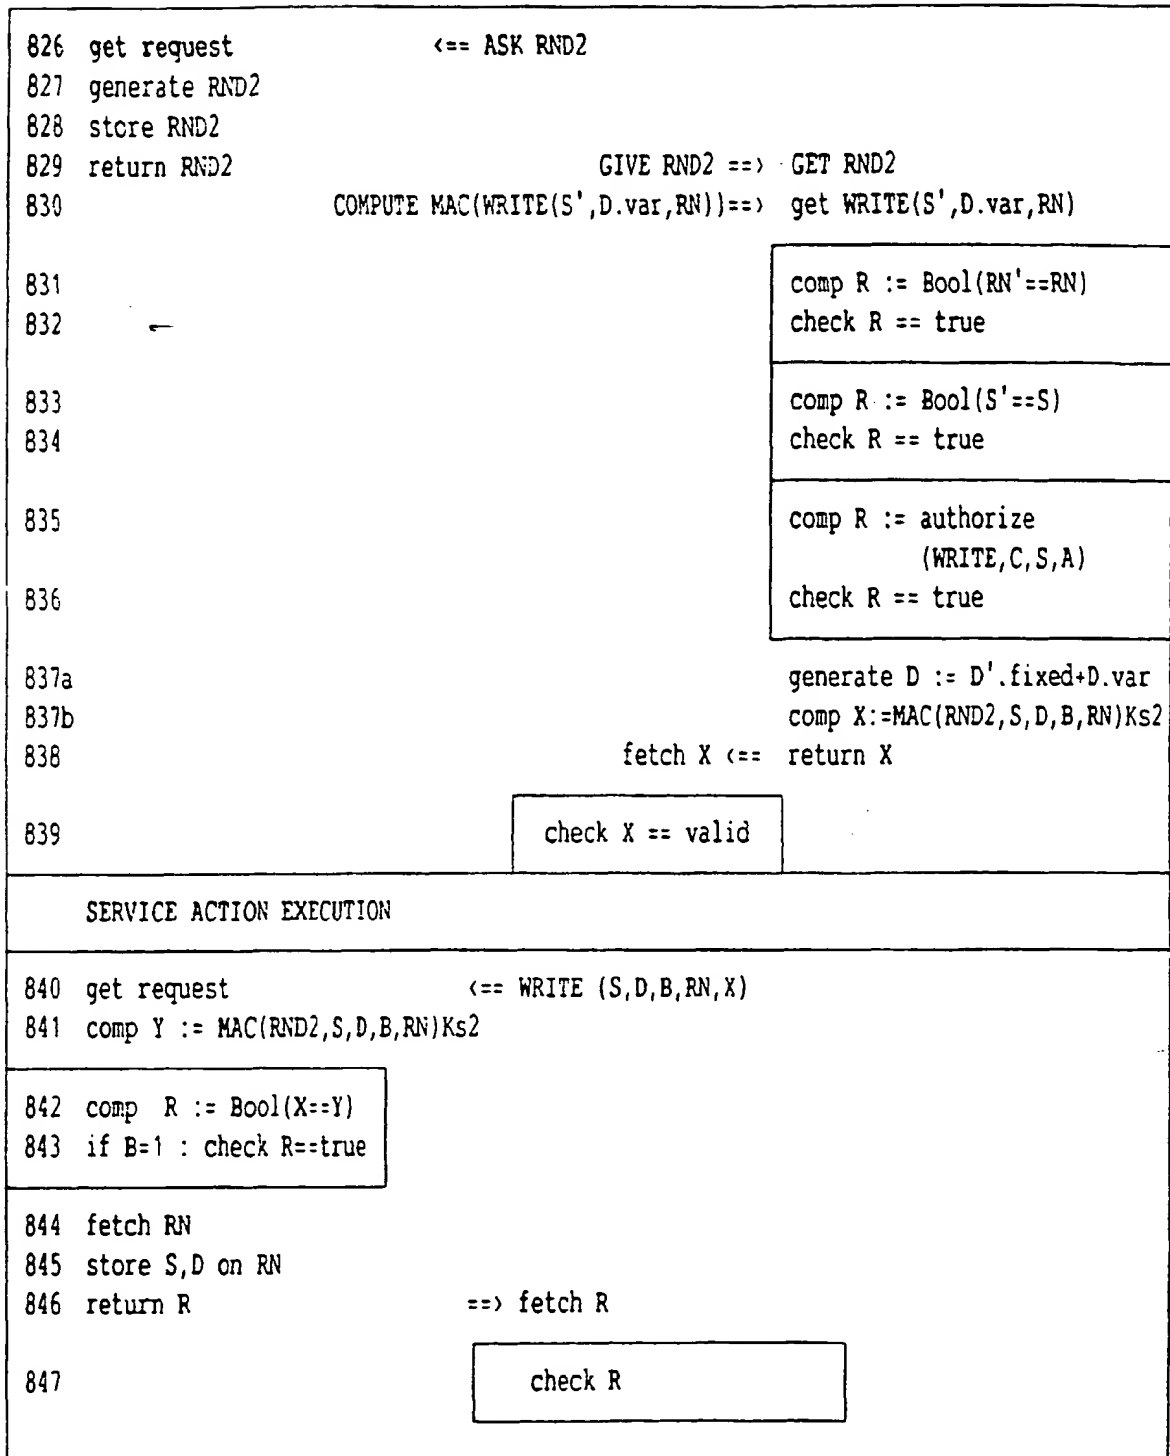 826 get request <== ASK RND2
827 generate RND2
828 store RND2
829 return RND2 GIVE RND2 ==> GET RND2
830 COMPUTE MAC(WRITE(S',D.var,RN))==> get WRITE(S',D.var,RN)
831 comp R := Bool(RN'==RN)
832 check R == true
833 comp R := Bool(S'==S)
834 check R == true
835 comp R := authorize
(WRITE,C,S,A)
836 check R == true
837a generate D := D'.fixed+D.var
837b comp X:=MAC(RND2,S,D,B,RN)Ks2
838 fetch X <== return X
839 check X == valid
SERVICE ACTION EXECUTION
840 get request <== WRITE (S,D,B,RN,X)
841 comp Y := MAC(RND2,S,D,B,RN)Ks2
842 comp R := Bool(X==Y)
843 if B=1 : check R==true
844 fetch RN
845 store S,D on RN
846 return R ==> fetch R
847 check R